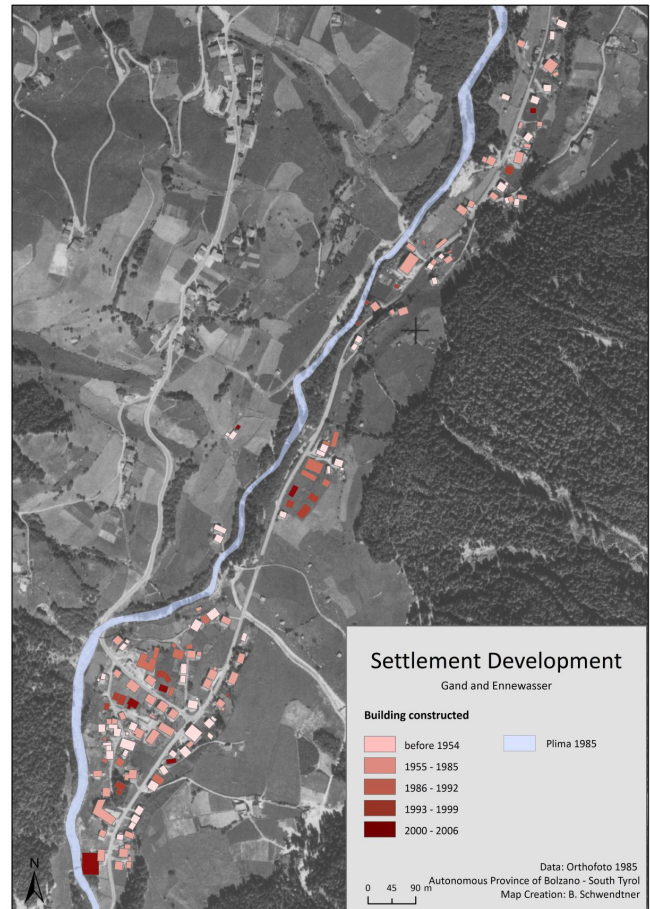 Settlement Development
Gand and Ennewasser
Building constructed
before 1954
Plima 1985
1955 - 1985
1986 - 1992
1993 - 1999
2000 - 2006
N
0 45 90 m
Data: Orthofoto 1985
Autonomous Province of Bolzano - South Tyrol
Map Creation: B. Schwendtner